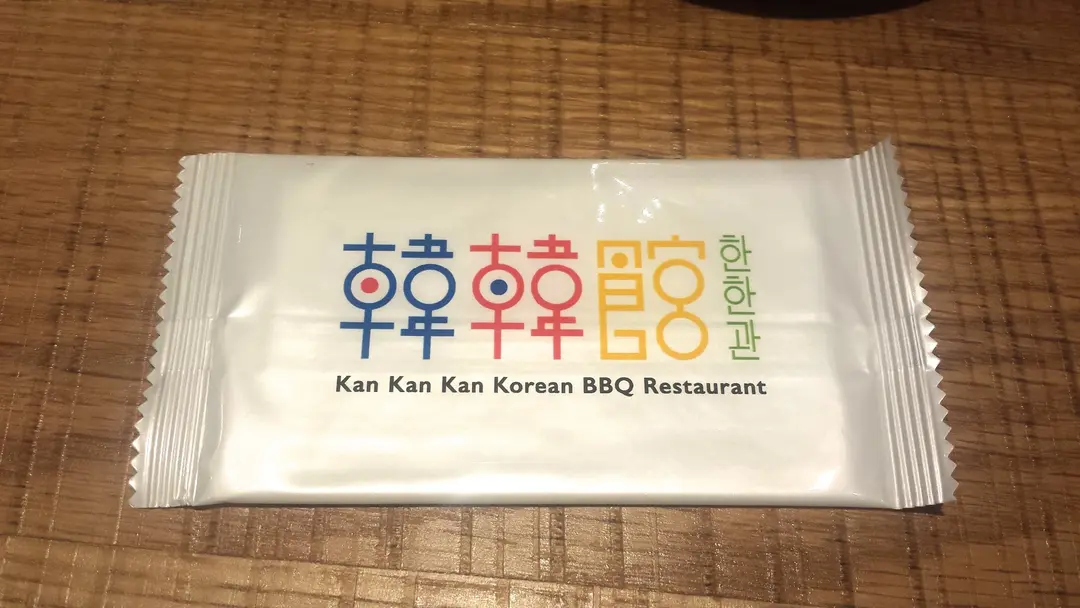 韓韓館
한한관
Kan Kan Kan Korean BBQ Restaurant